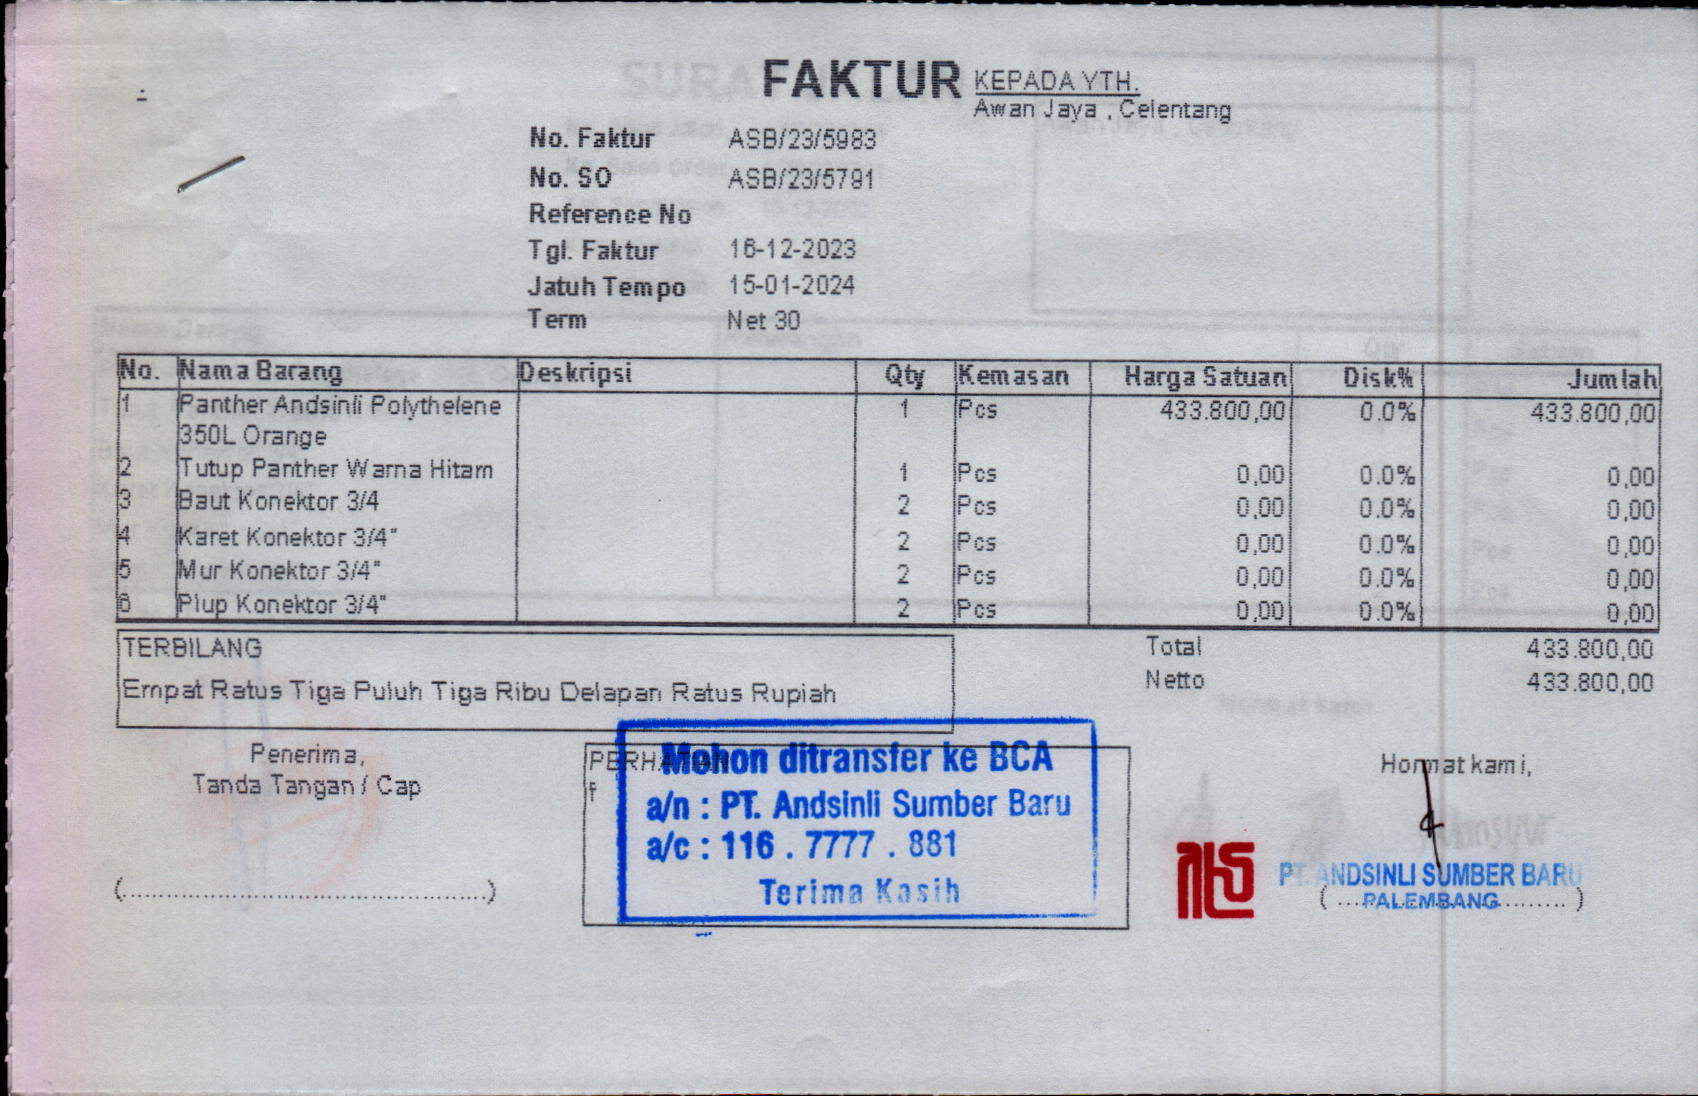 FAKTUR
KEPADA YTH.
Awan Jaya , Celentang
No. Faktur ASB/23/5983
No. SO ASB/23/5791
Reference No
Tgl. Faktur 16-12-2023
Jatuh Tempo 15-01-2024
Term Net 30
No. Nama Barang Deskripsi Qty Kemasan Harga Satuan Disk% Jumlah
1 Panther Andsinli Polythelene 1 Pcs 433.800,00 0.0% 433.800,00
350L Orange
2 Tutup Panther Warna Hitam 1 Pcs 0,00 0.0% 0,00
3 Baut Konektor 3/4 2 Pcs 0,00 0.0% 0,00
4 Karet Konektor 3/4" 2 Pcs 0,00 0.0% 0,00
5 Mur Konektor 3/4" 2 Pcs 0,00 0.0% 0,00
6 Plup Konektor 3/4" 2 Pcs 0,00 0.0% 0,00
TERBILANG
Empat Ratus Tiga Puluh Tiga Ribu Delapan Ratus Rupiah
Total 433.800,00
Netto 433.800,00
Penerima,
Tanda Tangan / Cap
(..............................................)
PERHATIAN
Mohon ditransfer ke BCA
a/n : PT. Andsinli Sumber Baru
a/c : 116 . 7777 . 881
Terima Kasih
Hormat kami,
PT. ANDSINLI SUMBER BARU
( ...PALEMBANG......... )